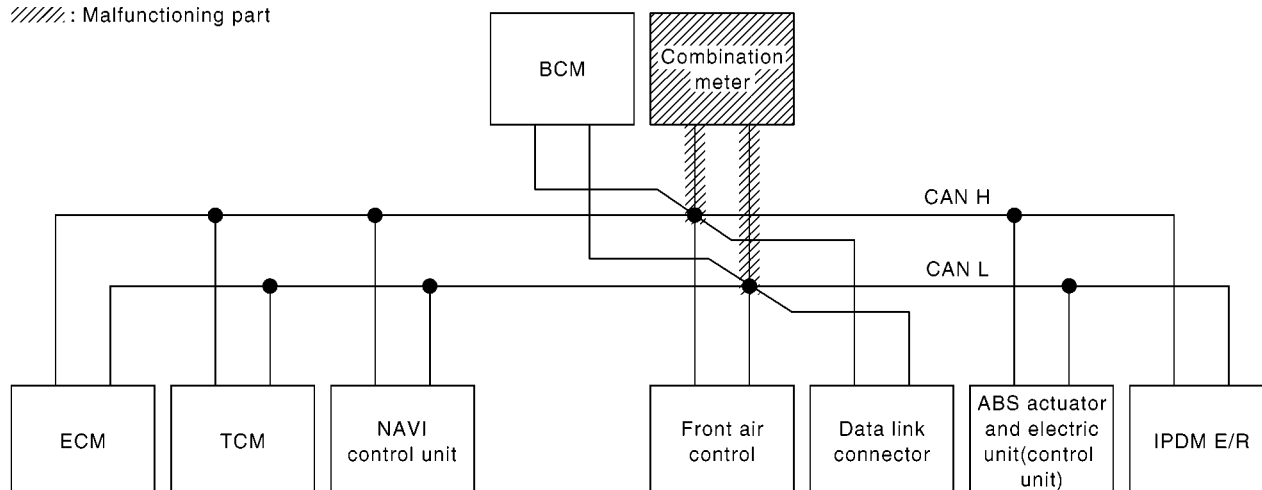 : Malfunctioning part
BCM
Combination
meter
CAN H
CAN L
ECM
TCM
NAVI
control unit
Front air
control
Data link
connector
ABS actuator
and electric
unit(control
unit)
IPDM E/R